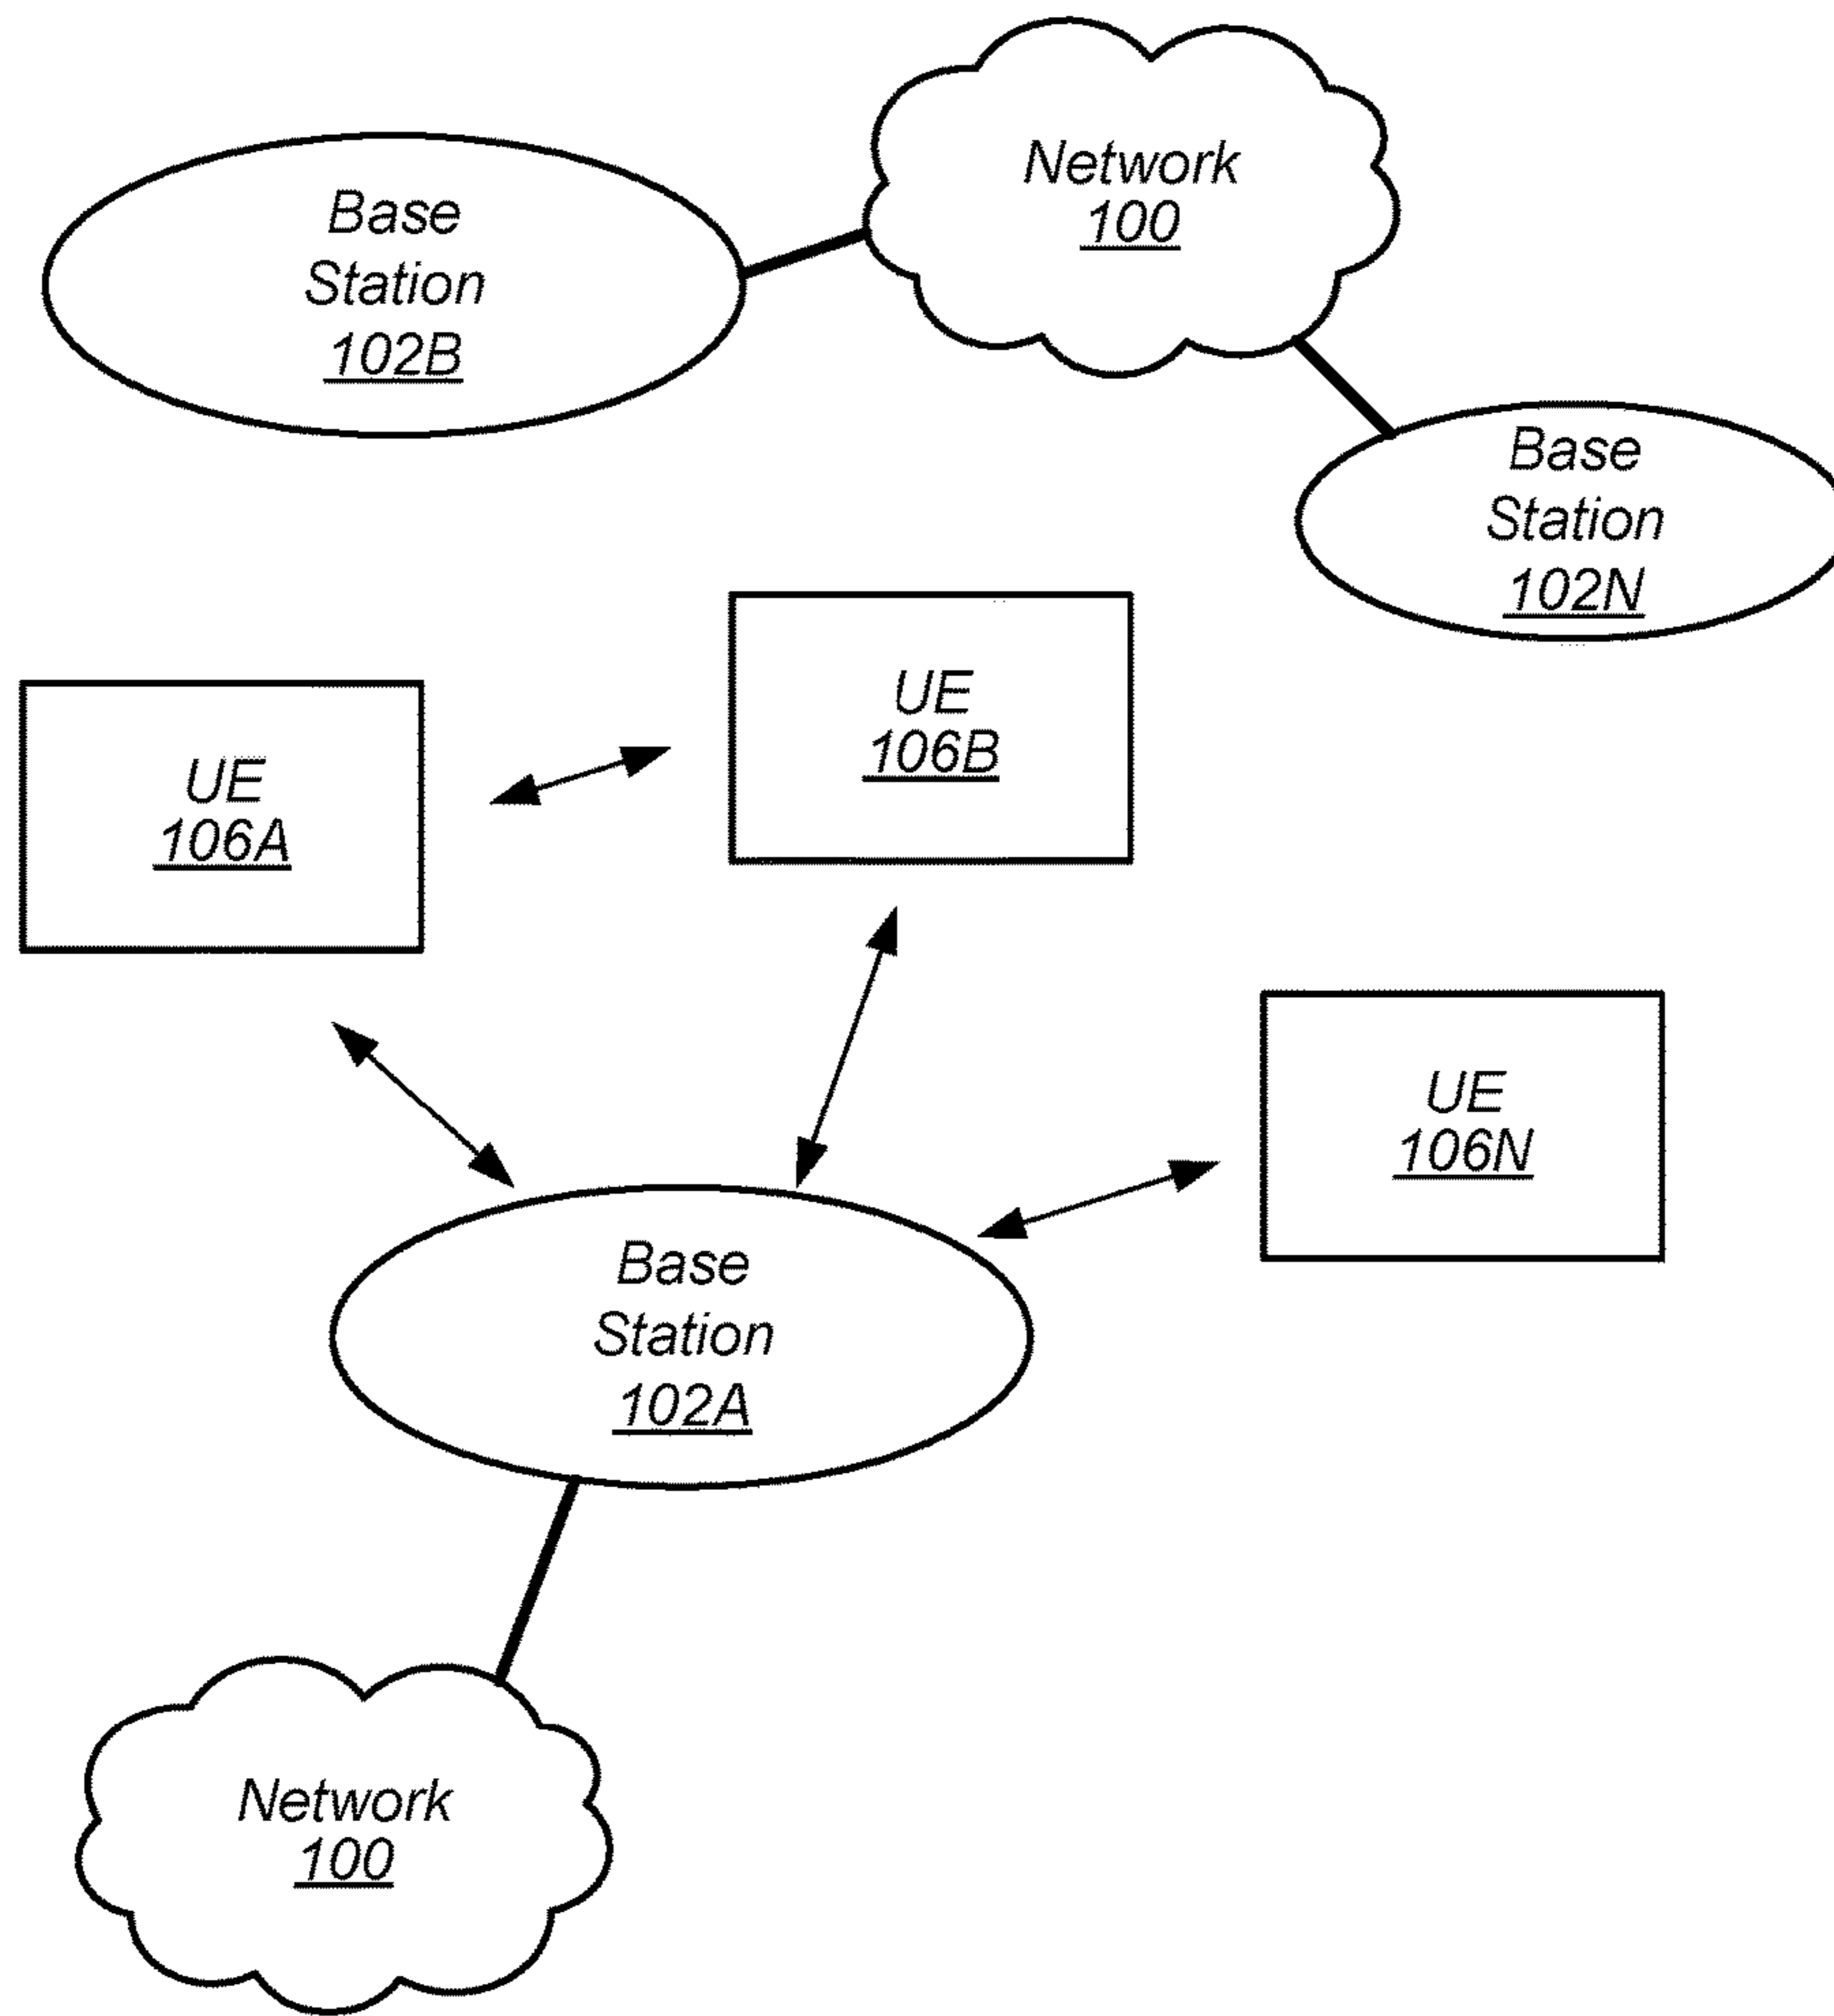 Network
100
Base
Station
102B
Base
Station
102N
UE
106B
UE
106A
UE
106N
Base
Station
102A
Network
100